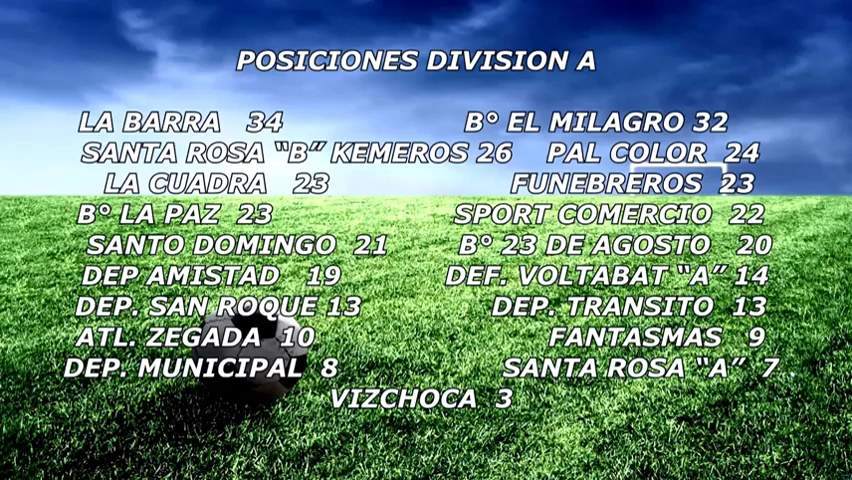 POSICIONES DIVISION A
LA BARRA 34 B° EL MILAGRO 32
SANTA ROSA “B” KEMEROS 26 PAL COLOR 24
LA CUADRA 23 FUNEBREROS 23
B° LA PAZ 23 SPORT COMERCIO 22
SANTO DOMINGO 21 B° 23 DE AGOSTO 20
DEP AMISTAD 19 DEF. VOLTABAT “A” 14
DEP. SAN ROQUE 13 DEP. TRANSITO 13
ATL. ZEGADA 10 FANTASMAS 9
DEP. MUNICIPAL 8 SANTA ROSA “A” 7
VIZCHOCA 3